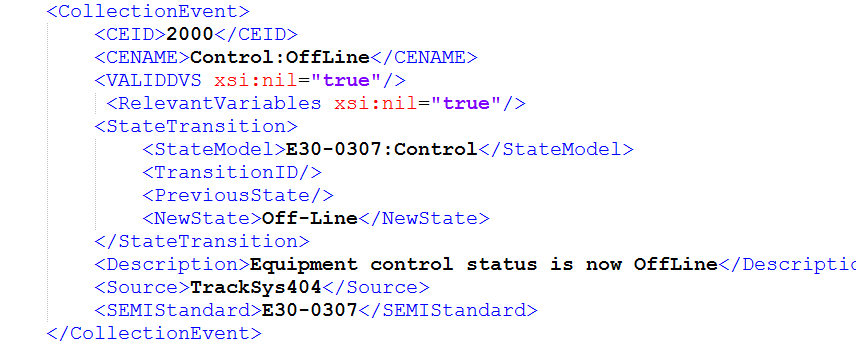 <CollectionEvent>
<CEID>2000</CEID>
<CENAME>Control:OffLine</CENAME>
<VALIDDVS xsi:nil="true"/>
<RelevantVariables xsi:nil="true"/>
<StateTransition>
<StateModel>E30-0307:Control</StateModel>
<TransitionID/>
<PreviousState/>
<NewState>Off-Line</NewState>
</StateTransition>
<Description>Equipment control status is now OffLine</Descriptio
<Source>TrackSys404</Source>
<SEMIStandard>E30-0307</SEMIStandard>
</CollectionEvent>